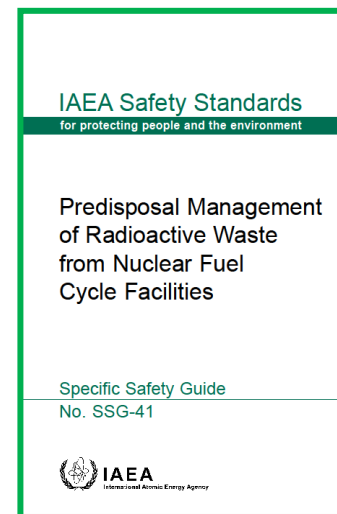 IAEA Safety Standards
for protecting people and the environment
Predisposal Management
of Radioactive Waste
from Nuclear Fuel
Cycle Facilities
Specific Safety Guide
No. SSG-41
IAEA
International Atomic Energy Agency